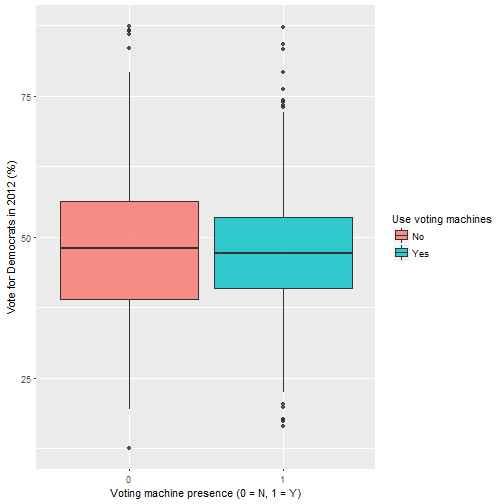 Vote for Democrats in 2012 (%)
75
50
25
0
1
Voting machine presence (0 = N, 1 = Y)
Use voting machines
No
Yes